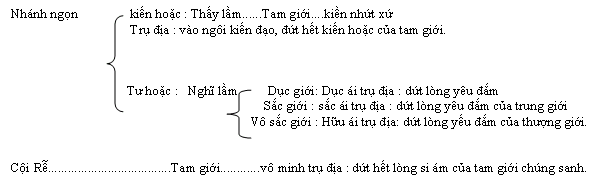 Nhánh ngọn kiến hoặc : Thấy lầm......Tam giới....kiền nhứt xứ
Trụ địa : vào ngôi kiến đạo, đứt hết kiến hoặc của tam giới.
Tư hoặc : Nghĩ lầm Dục giới: Dục ái trụ địa : dứt lòng yêu đắm
Sắc giới : sắc ái trụ địa : dứt lòng yêu đắm của trung giới
Vô sắc giới : Hữu ái trụ địa: dứt lòng yếu đắm của thượng giới.
Cội Rễ.....................................Tam giới............vô minh trụ địa : dứt hết lòng si ám của tam giới chúng sanh.